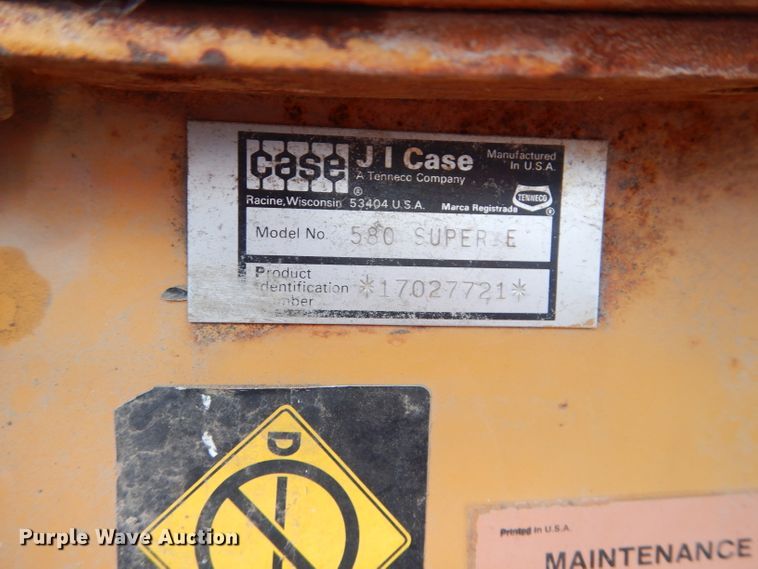 case
J I Case
A Tenneco Company
®
Manufactured
in U.S.A.
Racine, Wisconsin 53404 U.S.A.
Marca Registrada
TENNECO
®
Model No. 580 SUPER E
Product
Identification
Number *17027721*
D
Printed in U.S.A.
MAINTENANCE
Purple Wave Auction